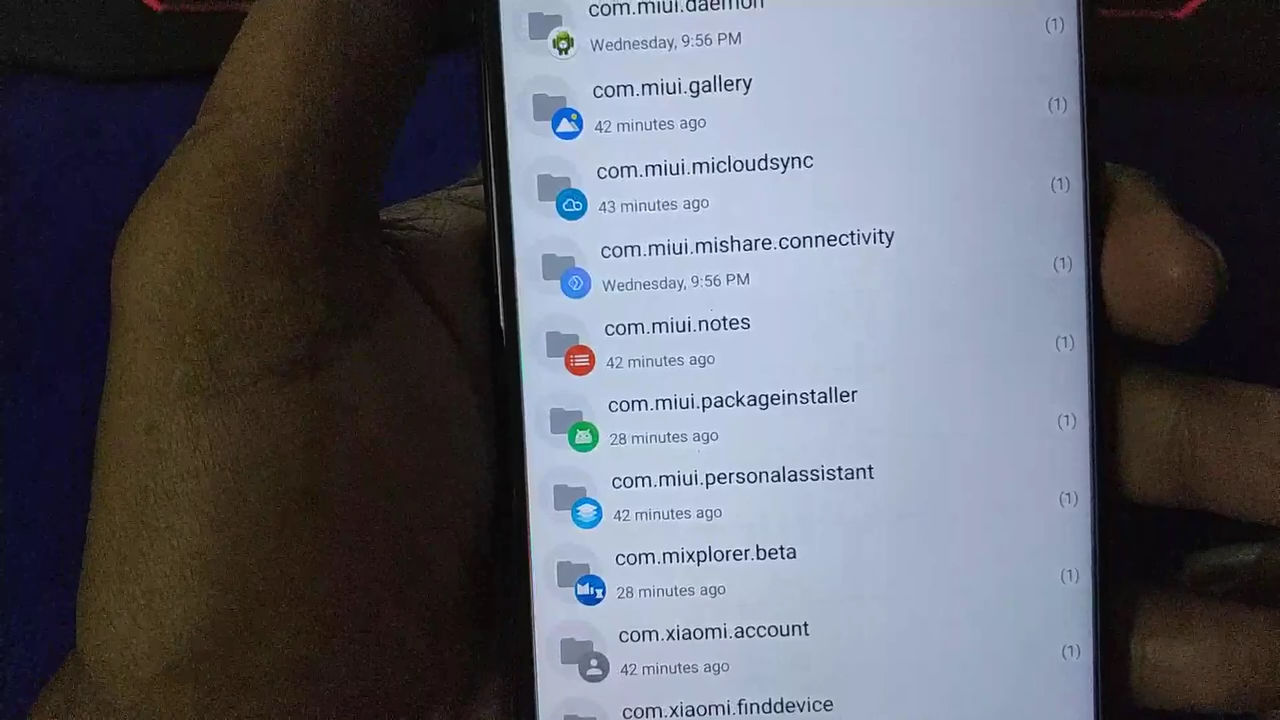 com.miui.daemon
Wednesday, 9:56 PM
(1)
com.miui.gallery
42 minutes ago
(1)
com.miui.micloudsync
43 minutes ago
(1)
com.miui.mishare.connectivity
Wednesday, 9:56 PM
(1)
com.miui.notes
42 minutes ago
(1)
com.miui.packageinstaller
28 minutes ago
(1)
com.miui.personalassistant
42 minutes ago
(1)
com.mixplorer.beta
28 minutes ago
(1)
com.xiaomi.account
42 minutes ago
(1)
com.xiaomi.finddevice